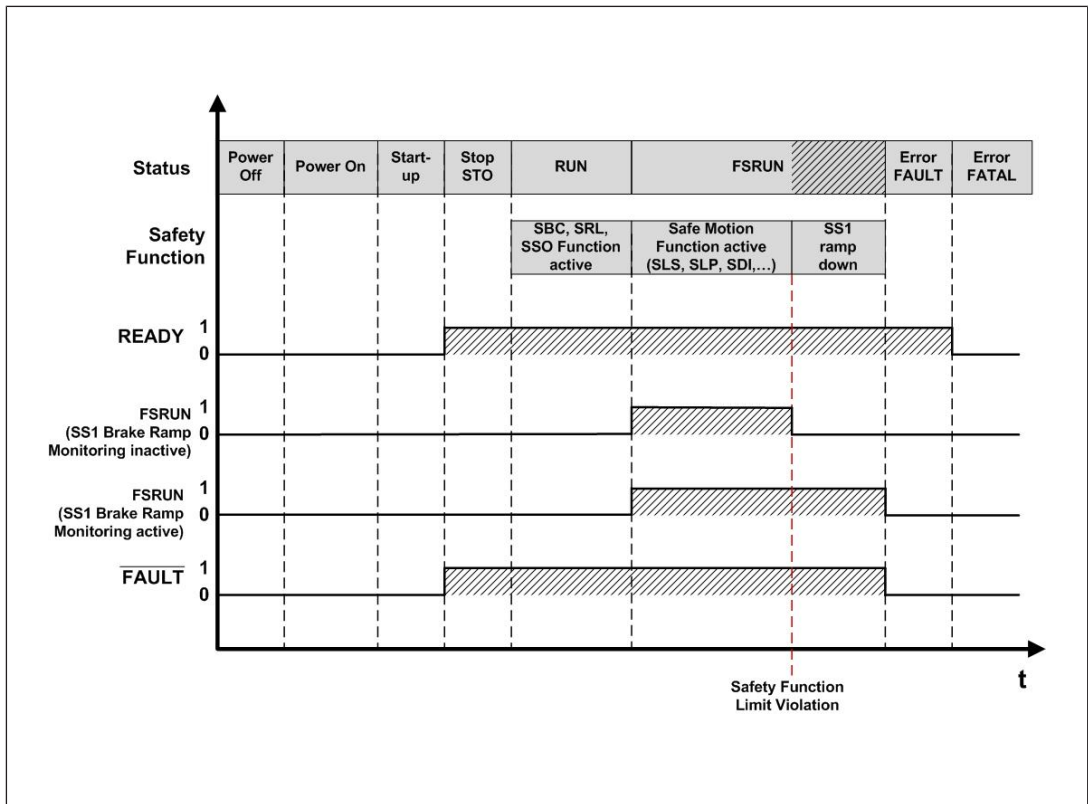 Status
Power
Off
Power On
Start-
up
Stop
STO
RUN
FSRUN
Error
FAULT
Error
FATAL
Safety
Function
SBC, SRL,
SSO Function
active
Safe Motion
Function active
(SLS, SLP, SDI,...)
SS1
ramp
down
READY
1
0
FSRUN
(SS1 Brake Ramp
Monitoring inactive)
1
0
FSRUN
(SS1 Brake Ramp
Monitoring active)
1
0
FAULT
1
0
t
Safety Function
Limit Violation